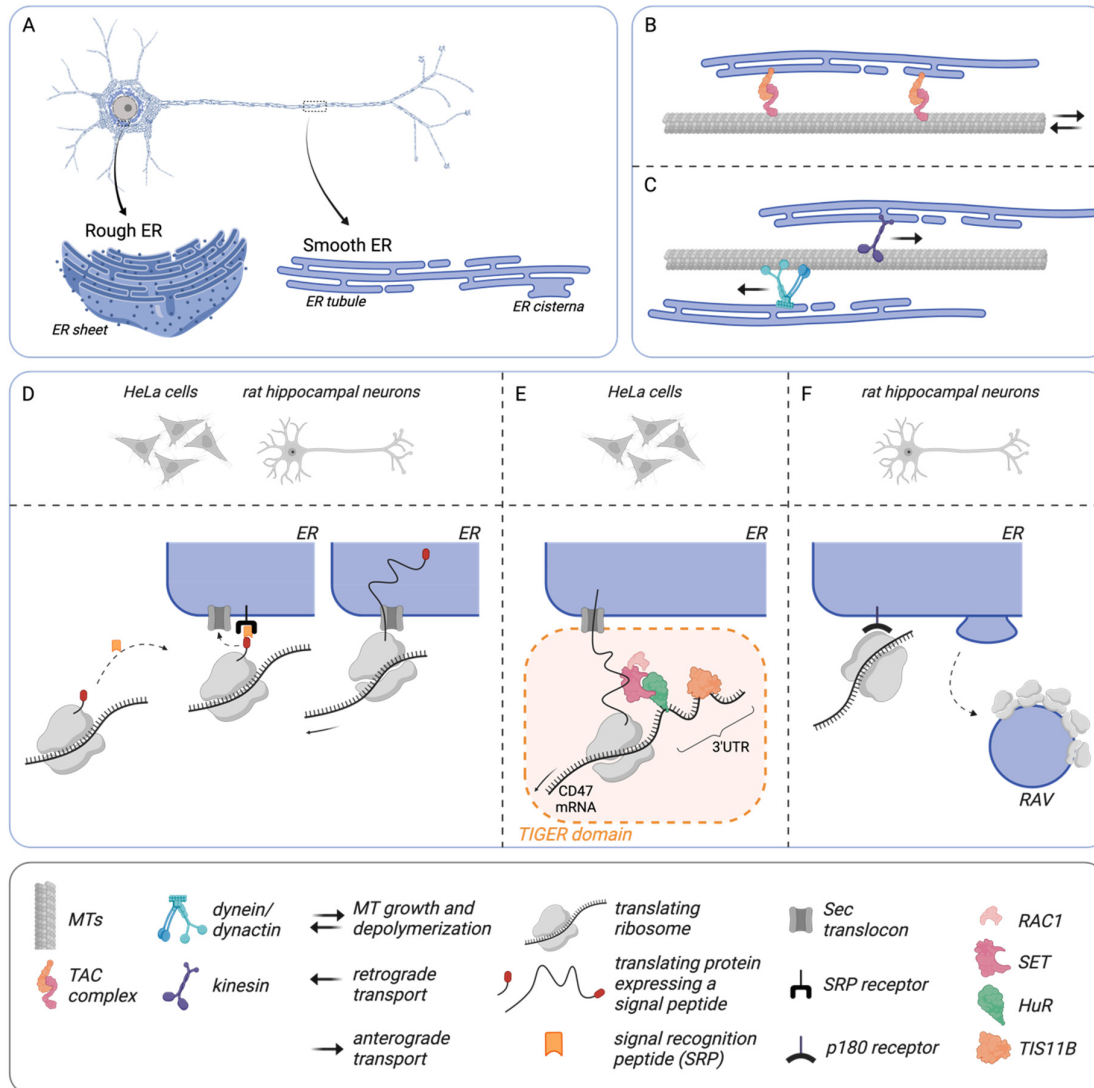 A
Rough ER
Smooth ER
ER sheet
ER tubule
ER cisterna
B
C
D
HeLa cells
rat hippocampal neurons
ER
ER
E
HeLa cells
ER
3'UTR
CD47
mRNA
TIGER domain
F
rat hippocampal neurons
ER
RAV
MTs
TAC
complex
dynein/
dynactin
kinesin
MT growth and
depolymerization
retrograde
transport
anterograde
transport
translating
ribosome
translating protein
expressing a
signal peptide
signal recognition
peptide (SRP)
Sec
translocon
SRP receptor
p180 receptor
RAC1
SET
HuR
TIS11B